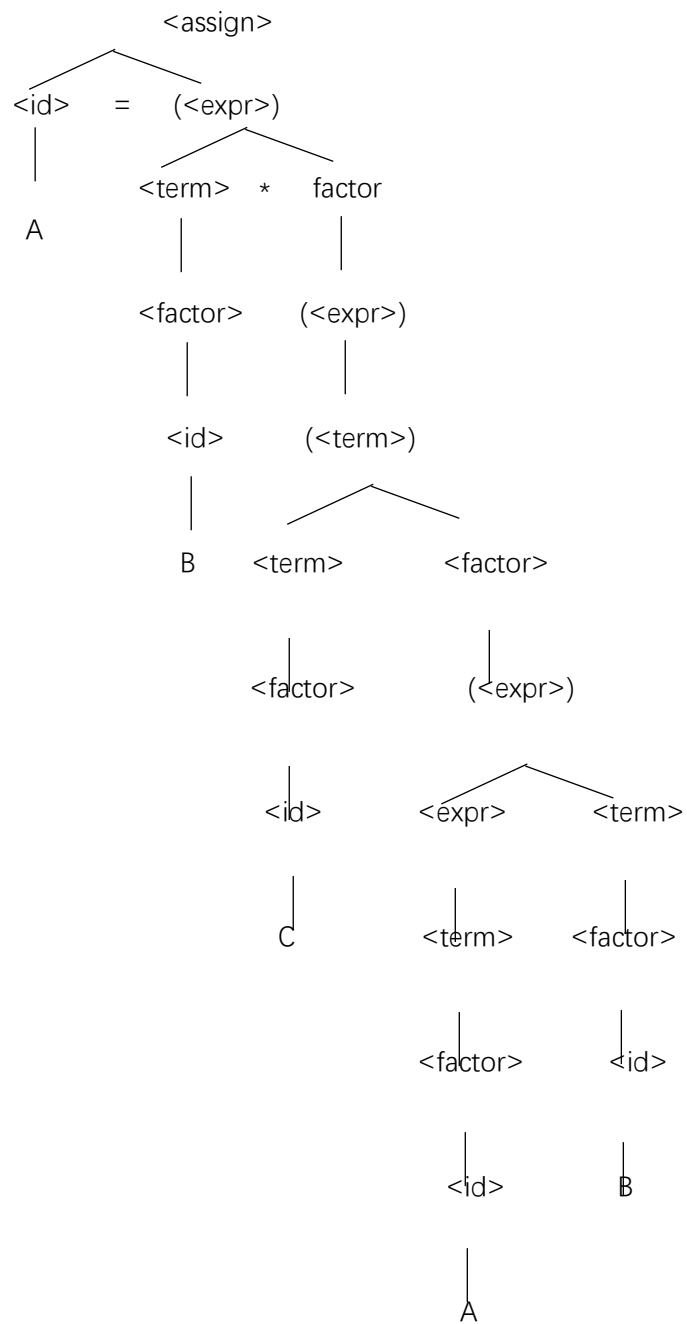 <assign>
<id> = (<expr>)
<term> * factor
A
<factor> (<expr>)
<id> (<term>)
B <term> <factor>
<factor> (<expr>)
<id> <expr> <term>
C <term> <factor>
<factor> <id>
<id> B
A